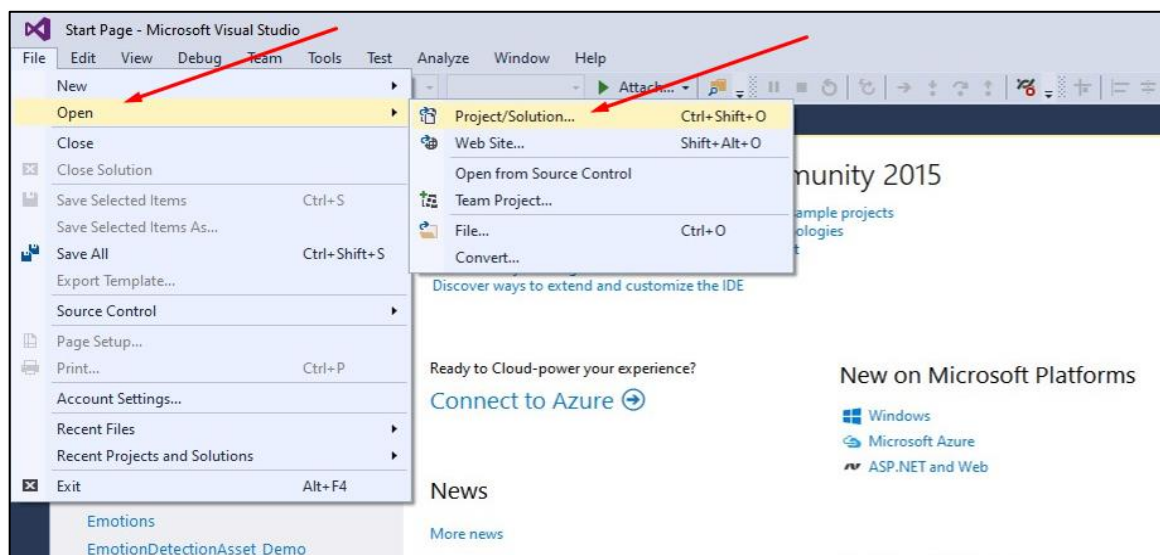 Start Page - Microsoft Visual Studio
File Edit View Debug Team Tools Test Analyze Window Help
New
Attach...
Open
Project/Solution... Ctrl+Shift+O
Close
Web Site... Shift+Alt+O
Close Solution
Open from Source Control
munity 2015
Save Selected Items Ctrl+S
Team Project...
ample projects
Save Selected Items As...
File... Ctrl+O
ologies
Save All Ctrl+Shift+S
Convert...
t
Export Template...
Discover ways to extend and customize the IDE
Source Control
Page Setup...
Print... Ctrl+P
Ready to Cloud-power your experience?
New on Microsoft Platforms
Account Settings...
Connect to Azure
Windows
Recent Files
Microsoft Azure
Recent Projects and Solutions
ASP.NET and Web
Exit Alt+F4
News
Emotions
More news
EmotionDetectionAsset_Demo